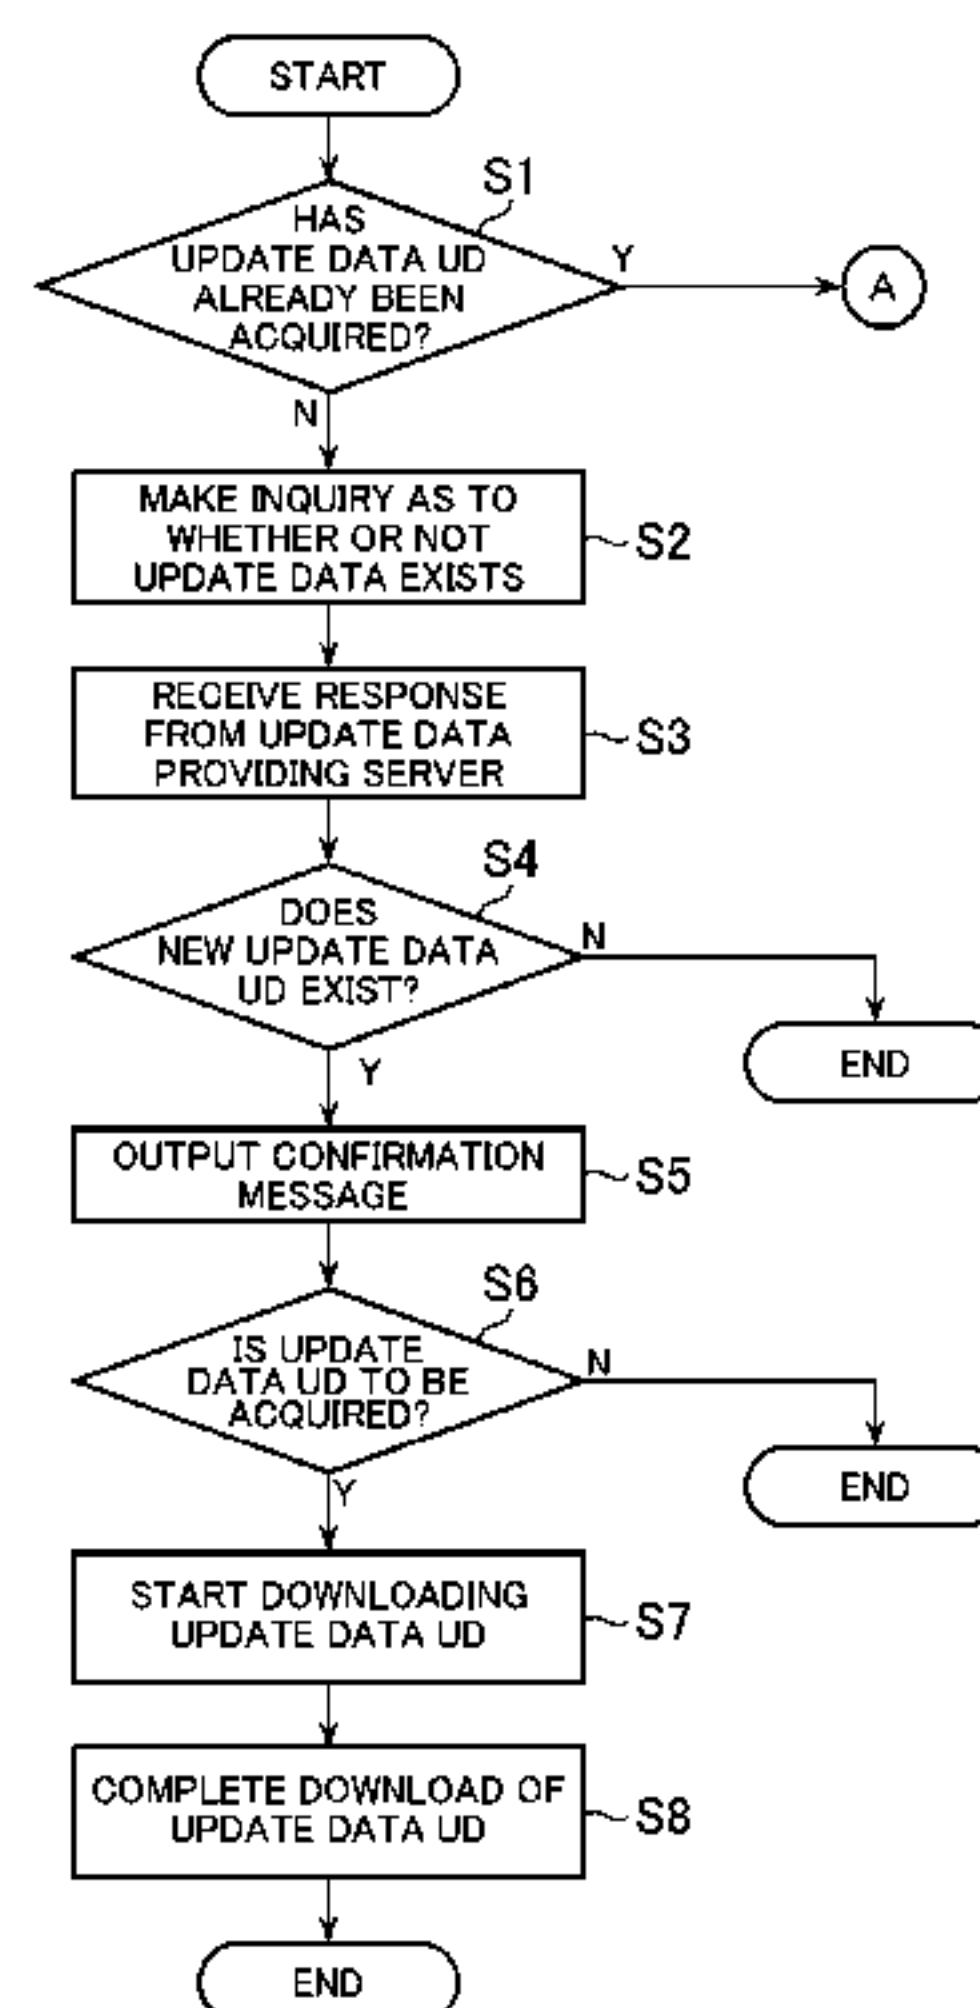 START
S1
HAS
UPDATE DATA UD
ALREADY BEEN
ACQUIRED?
Y
A
N
MAKE INQUIRY AS TO
WHETHER OR NOT
UPDATE DATA EXISTS
S2
RECEIVE RESPONSE
FROM UPDATE DATA
PROVIDING SERVER
S3
S4
DOES
NEW UPDATE DATA
UD EXIST?
N
END
Y
OUTPUT CONFIRMATION
MESSAGE
S5
S6
IS UPDATE
DATA UD TO BE
ACQUIRED?
N
END
Y
START DOWNLOADING
UPDATE DATA UD
S7
COMPLETE DOWNLOAD OF
UPDATE DATA UD
S8
END